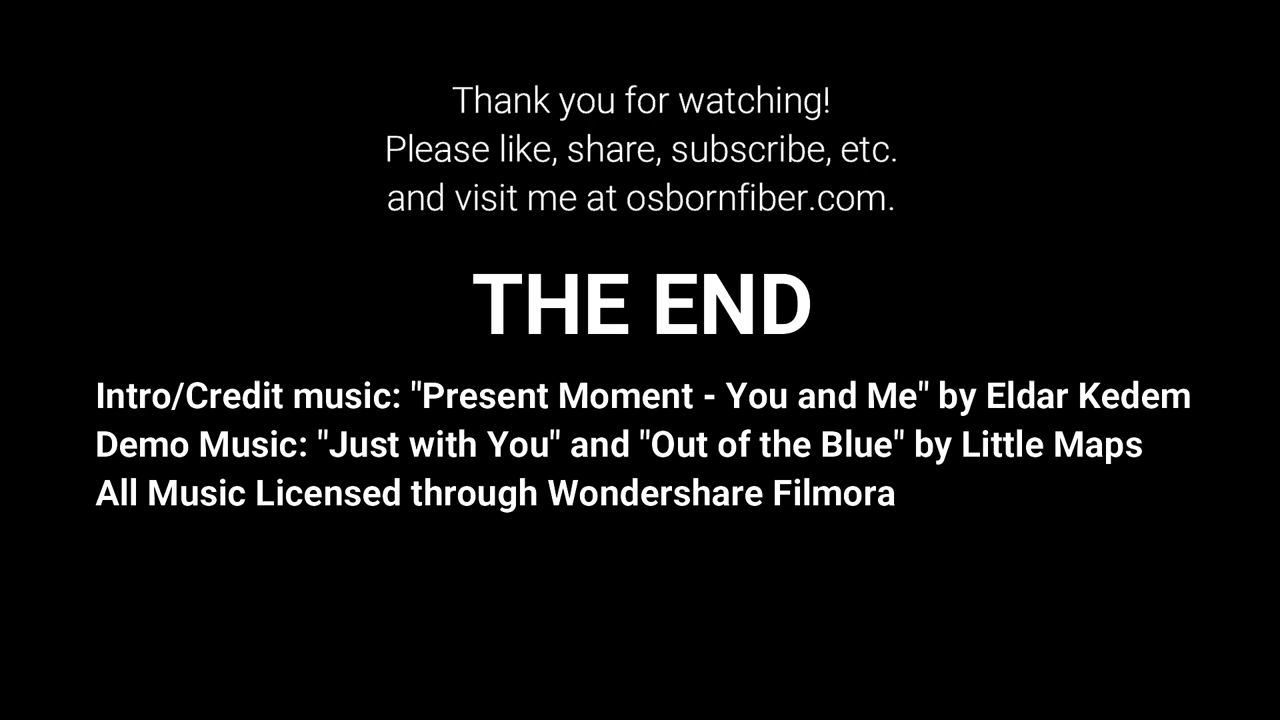 Thank you for watching!
Please like, share, subscribe, etc.
and visit me at osbornfiber.com.
THE END
Intro/Credit music: "Present Moment - You and Me" by Eldar Kedem
Demo Music: "Just with You" and "Out of the Blue" by Little Maps
All Music Licensed through Wondershare Filmora